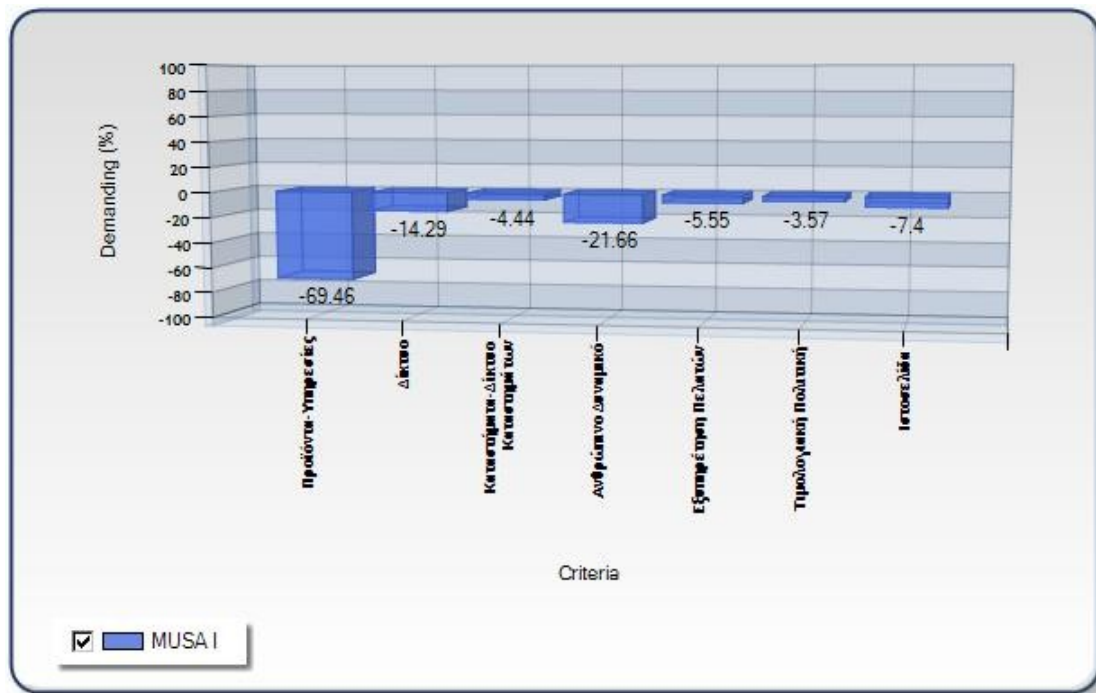 100
80
60
40
20
0
-20
-40
-60
-80
-100
Demanding (%)
-69.46
-14.29
-4.44
-21.66
-5.55
-3.57
-7.4
Προϊόντα-Υπηρεσίες
Δίκτυο
Καταστήματα-Δίκτυο
Καταστημάτων
Ανθρώπινο Δυναμικό
Εξυπηρέτηση Πελατών
Τιμολογιακή Πολιτική
Ιστοσελίδα
Criteria
MUSA I